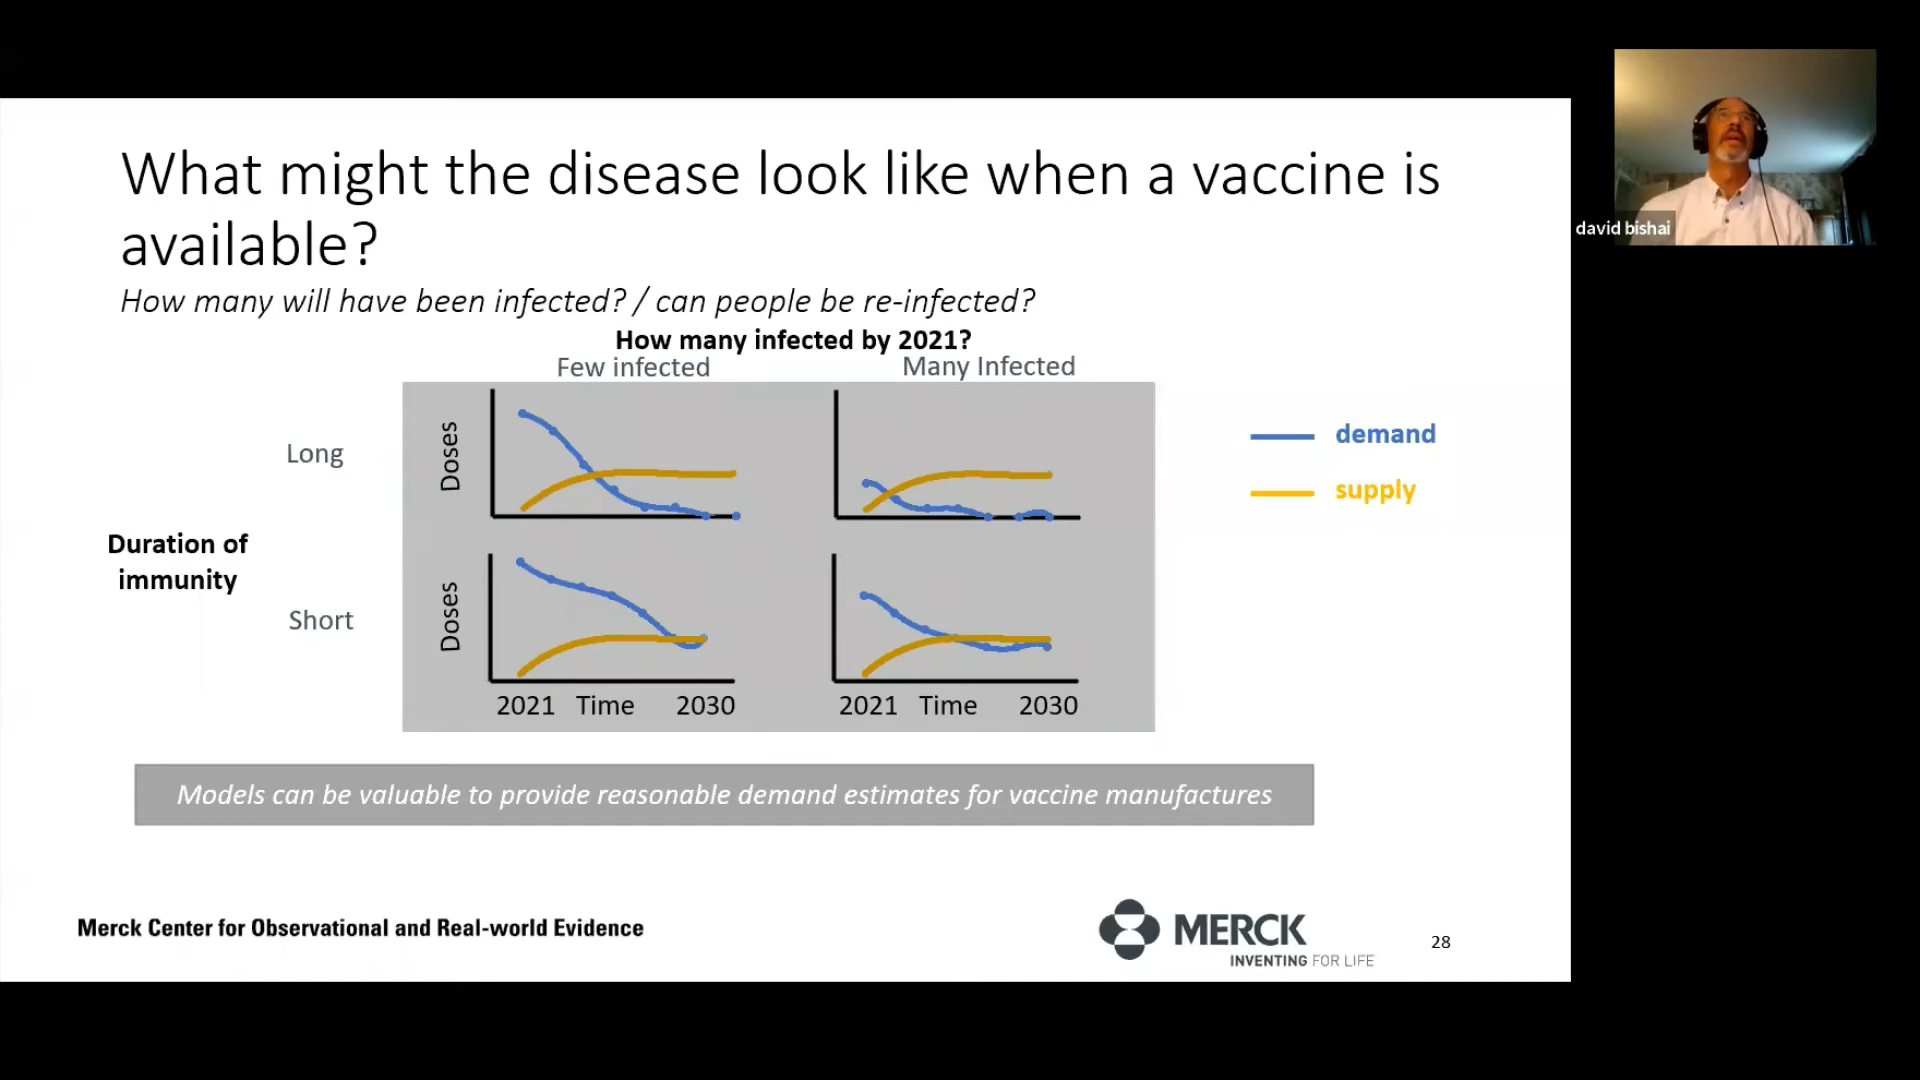 What might the disease look like when a vaccine is
available?
How many will have been infected? / can people be re-infected?
How many infected by 2021?
Few infected
Many Infected
Long
Doses
demand
supply
Duration of
immunity
Short
Doses
2021 Time 2030
2021 Time 2030
Models can be valuable to provide reasonable demand estimates for vaccine manufactures
Merck Center for Observational and Real-world Evidence
MERCK
INVENTING FOR LIFE
28
david bishai